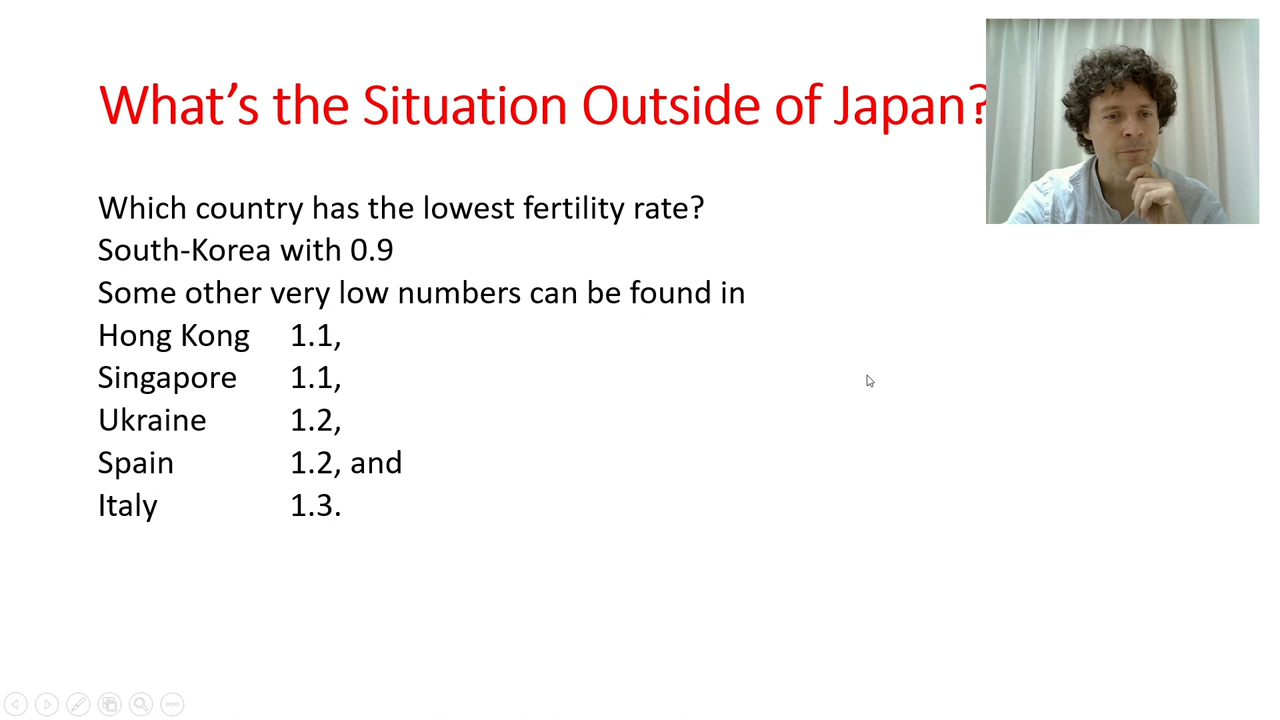 What's the Situation Outside of Japan?
Which country has the lowest fertility rate?
South-Korea with 0.9
Some other very low numbers can be found in
Hong Kong 1.1,
Singapore 1.1,
Ukraine 1.2,
Spain 1.2, and
Italy 1.3.